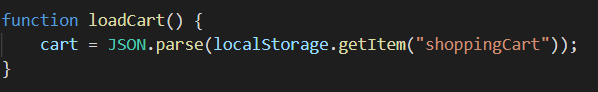 function loadCart() {
    cart = JSON.parse(localStorage.getItem("shoppingCart"));
}